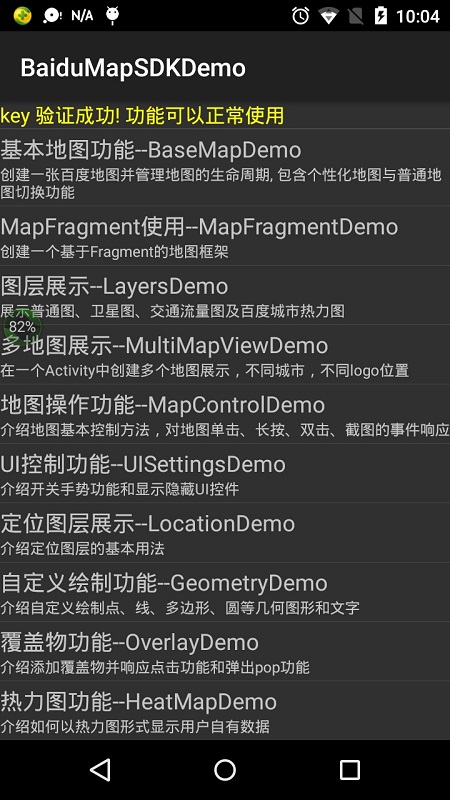 N/A
10:04
BaiduMapSDKDemo
key 验证成功! 功能可以正常使用
基本地图功能--BaseMapDemo
创建一张百度地图并管理地图的生命周期, 包含个性化地图与普通地
图切换功能
MapFragment使用--MapFragmentDemo
创建一个基于Fragment的地图框架
图层展示--LayersDemo
展示普通图、卫星图、交通流量图及百度城市热力图
82%
多地图展示--MultiMapViewDemo
在一个Activity中创建多个地图展示，不同城市，不同logo位置
地图操作功能--MapControlDemo
介绍地图基本控制方法，对地图单击、长按、双击、截图的事件响应
UI控制功能--UISettingsDemo
介绍开关手势功能和显示隐藏UI控件
定位图层展示--LocationDemo
介绍定位图层的基本用法
自定义绘制功能--GeometryDemo
介绍自定义绘制点、线、多边形、圆等几何图形和文字
覆盖物功能--OverlayDemo
介绍添加覆盖物并响应点击功能和弹出pop功能
热力图功能--HeatMapDemo
介绍如何以热力图形式显示用户自有数据